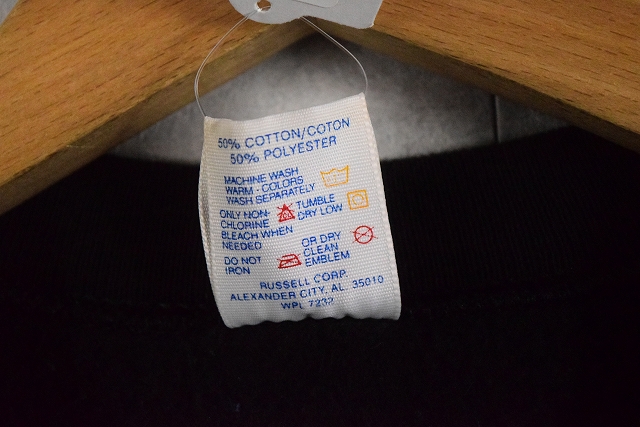 50% COTTON/COTON
50% POLYESTER
MACHINE WASH
WARM - COLORS
WASH SEPARATELY
ONLY NON-
CHLORINE
BLEACH WHEN
NEEDED
TUMBLE
DRY LOW
DO NOT
IRON
OR DRY
CLEAN
EMBLEM
RUSSELL CORP.
ALEXANDER CITY, AL. 35010
WPL 7232